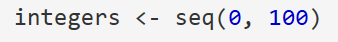 integers <- seq(0, 100)